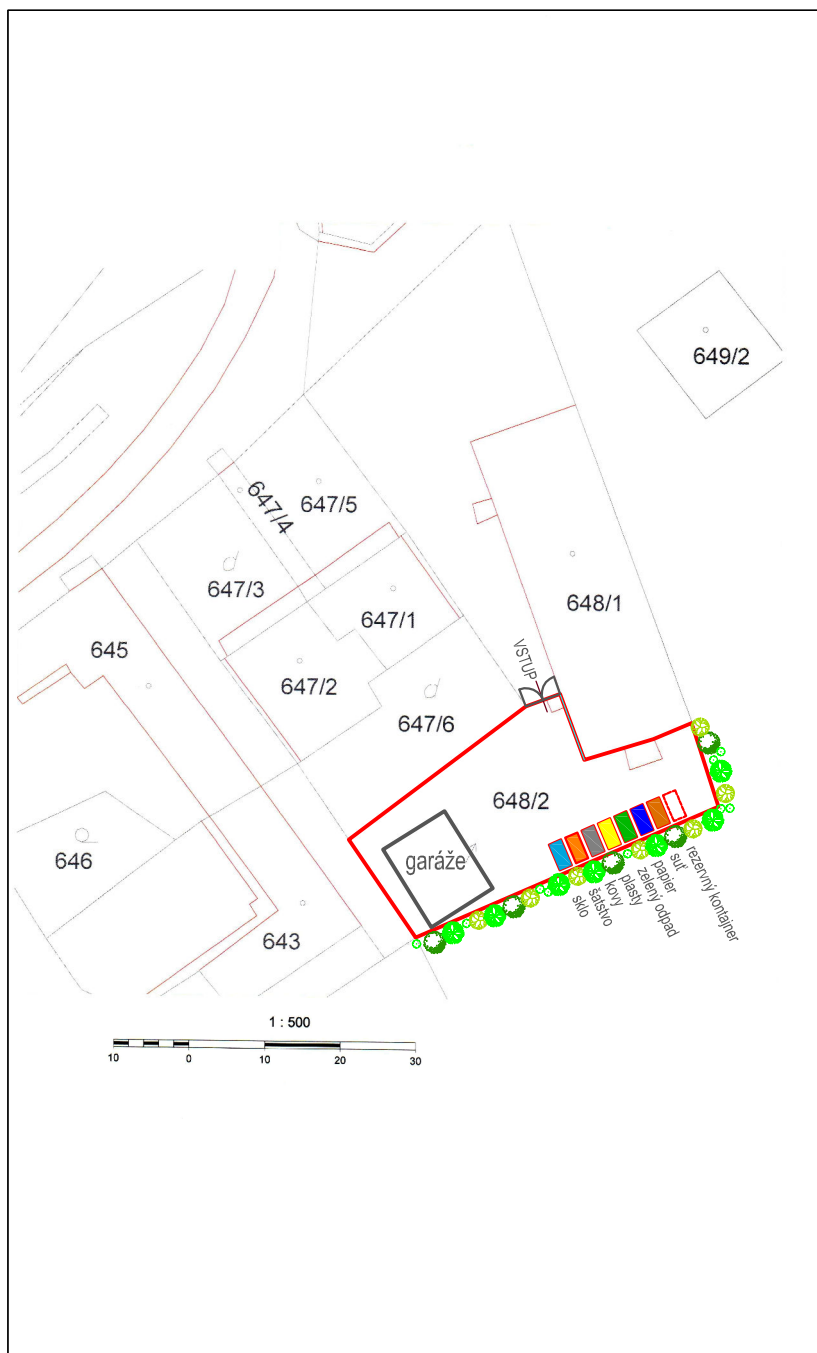 649/2
647/5
647/4
647/3
647/1
648/1
645
647/2
VSTUP
647/6
648/2
646
garáže
643
sklo
šatstvo
kovy
plasty
zelený odpad
papier
suť
rezervný kontajner
1 : 500
10 0 10 20 30